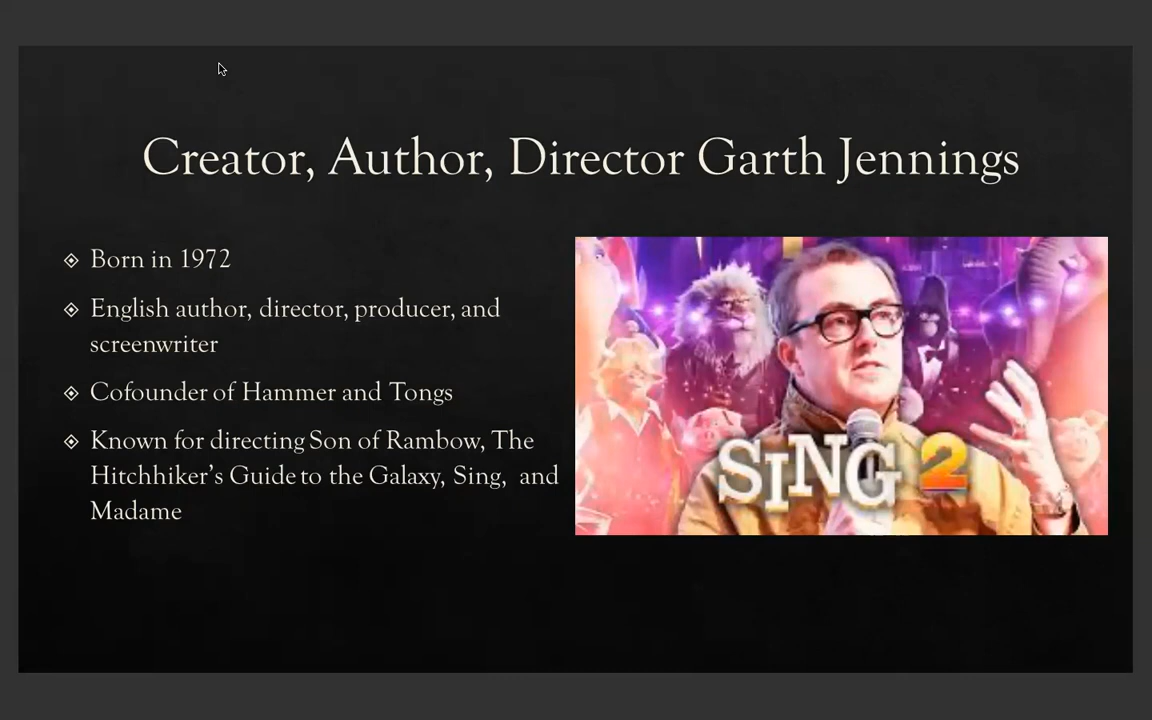 Creator, Author, Director Garth Jennings
Born in 1972
English author, director, producer, and
screenwriter
Cofounder of Hammer and Tongs
Known for directing Son of Rambow, The
Hitchhiker’s Guide to the Galaxy, Sing, and
Madame
SING 2